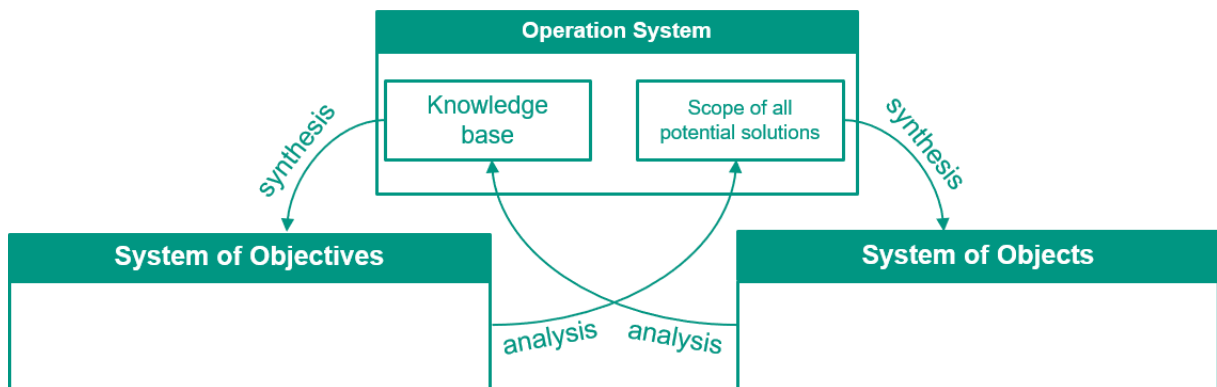 Operation System
Knowledge
base
Scope of all
potential solutions
synthesis
synthesis
System of Objectives
System of Objects
analysis
analysis